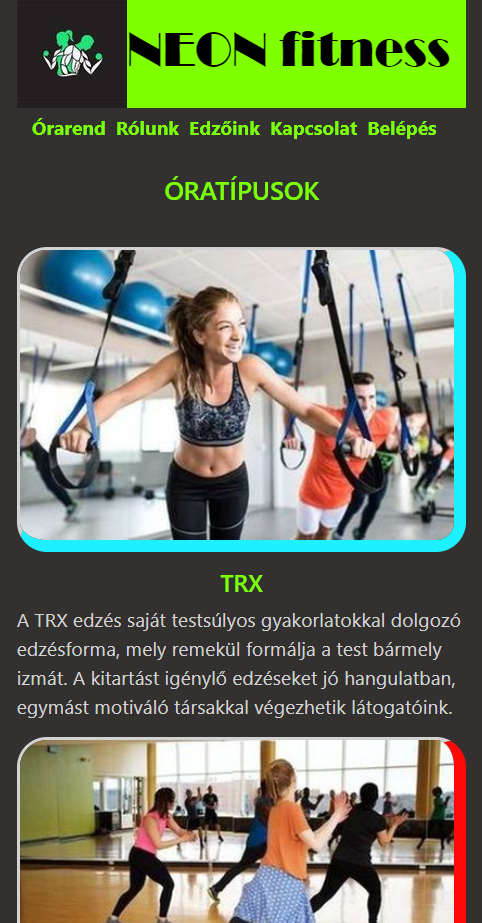 NEON fitness
Órarend Rólunk Edzőink Kapcsolat Belépés
ÓRATÍPUSOK
TRX
A TRX edzés saját testsúlyos gyakorlatokkal dolgozó
edzésforma, mely remekül formálja a test bármely
izmát. A kitartást igénylő edzéseket jó hangulatban,
egymást motiváló társakkal végezhetik látogatóink.